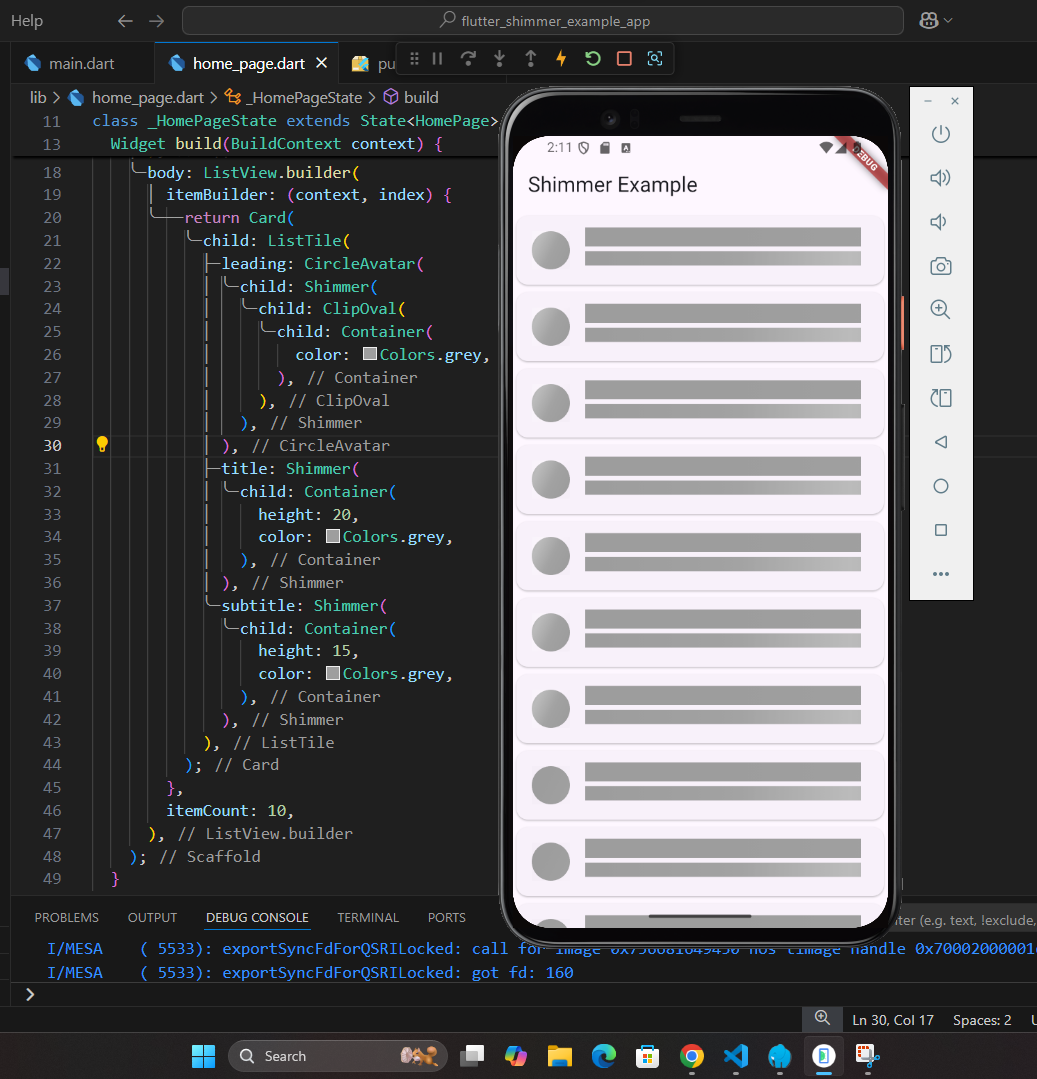 Help
flutter_shimmer_example_app
main.dart
home_page.dart
pu
lib > home_page.dart > _HomePageState > build
11 class _HomePageState extends State<HomePage>
13 Widget build(BuildContext context) {
18 body: ListView.builder(
19 itemBuilder: (context, index) {
20 return Card(
21 child: ListTile(
22 leading: CircleAvatar(
23 child: Shimmer(
24 child: ClipOval(
25 child: Container(
26 color: Colors.grey,
27 ), // Container
28 ), // ClipOval
29 ), // Shimmer
30 ), // CircleAvatar
31 title: Shimmer(
32 child: Container(
33 height: 20,
34 color: Colors.grey,
35 ), // Container
36 ), // Shimmer
37 subtitle: Shimmer(
38 child: Container(
39 height: 15,
40 color: Colors.grey,
41 ), // Container
42 ), // Shimmer
43 ), // ListTile
44 ); // Card
45 },
46 itemCount: 10,
47 ), // ListView.builder
48 ); // Scaffold
49 }
2:11
DEBUG
Shimmer Example
PROBLEMS OUTPUT DEBUG CONSOLE TERMINAL PORTS
(e.g. text, !exclude,
I/MESA ( 5533): exportSyncFdForQSRILocked: call for image
I/MESA ( 5533): exportSyncFdForQSRILocked: got fd: 160
Ln 30, Col 17 Spaces: 2
Search